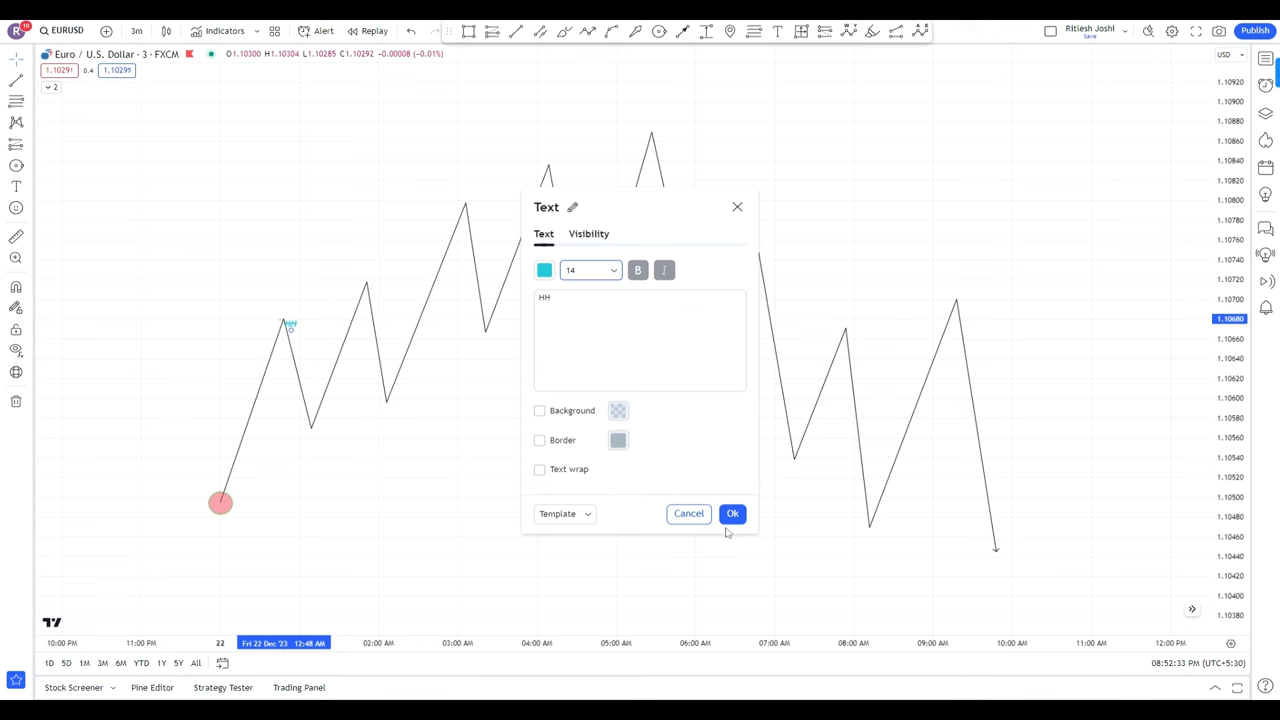 R 10 EURUSD 3m Indicators Alert Replay Ritesh Joshi Save Publish
Euro / U.S. Dollar · 3 · FXCM O1.10300 H1.10304 L1.10285 C1.10292 −0.00008 (−0.01%) USD
1.10291 0.4 1.10295
2
1.10920
1.10900
1.10880
1.10860
1.10840
1.10820
1.10800
1.10780
1.10760
1.10740
1.10720
1.10700
1.10680
1.10660
1.10640
1.10620
1.10600
1.10580
1.10560
1.10540
1.10520
1.10500
1.10480
1.10460
1.10440
1.10420
1.10400
1.10380
HH
Text
Text Visibility
14 B I
HH
Background
Border
Text wrap
Template Cancel Ok
10:00 PM 11:00 PM 22 Fri 22 Dec '23 12:48 AM 02:00 AM 03:00 AM 04:00 AM 05:00 AM 06:00 AM 07:00 AM 08:00 AM 09:00 AM 10:00 AM 11:00 AM 12:00 PM
1D 5D 1M 3M 6M YTD 1Y 5Y All 08:52:33 PM (UTC+5:30)
Stock Screener Pine Editor Strategy Tester Trading Panel